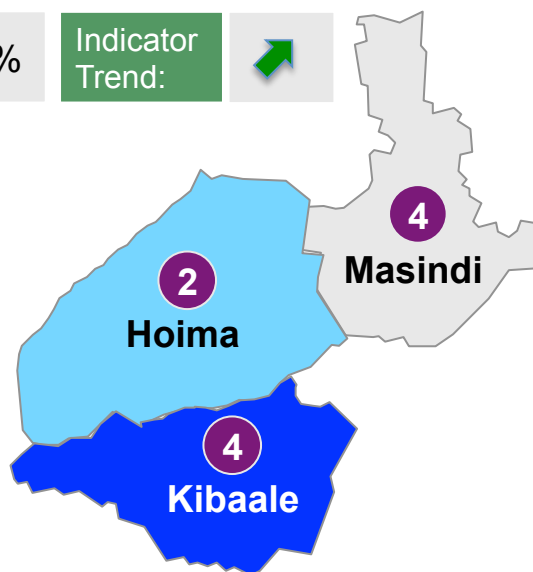 %
Indicator
Trend:
4
Masindi
2
Hoima
4
Kibaale